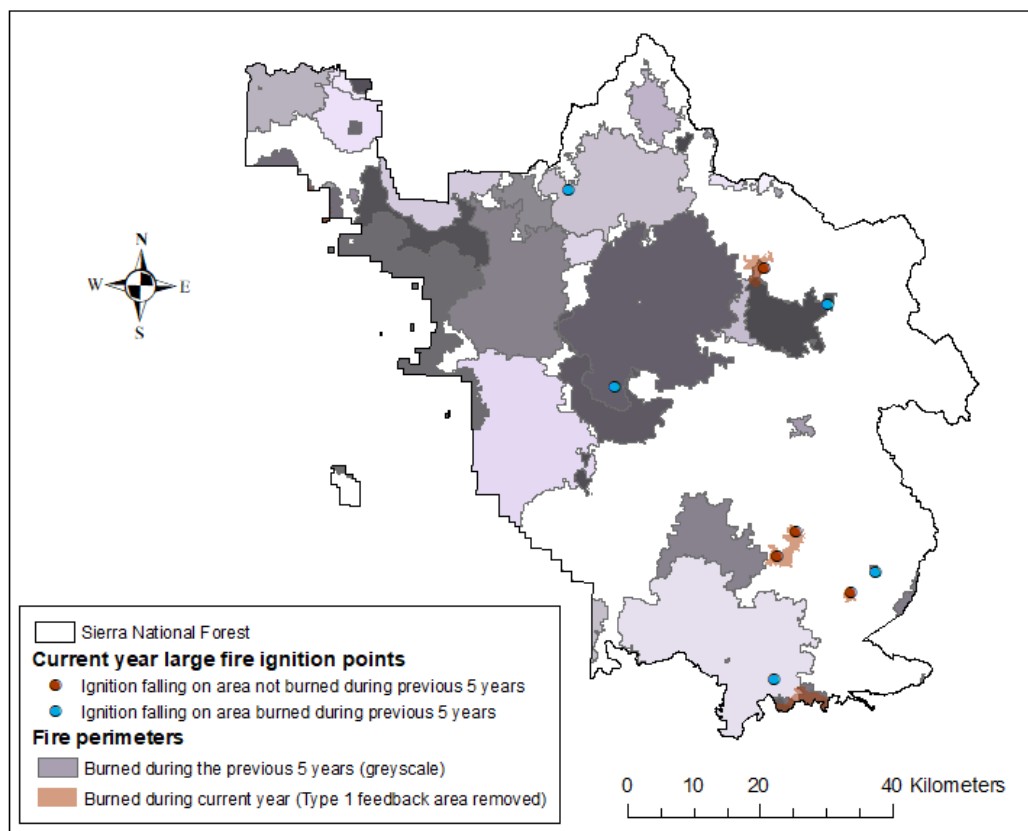 N
W E
S
Sierra National Forest
Current year large fire ignition points
Ignition falling on area not burned during previous 5 years
Ignition falling on area burned during previous 5 years
Fire perimeters
Burned during the previous 5 years (greyscale)
Burned during current year (Type 1 feedback area removed)
0 20 40 Kilometers